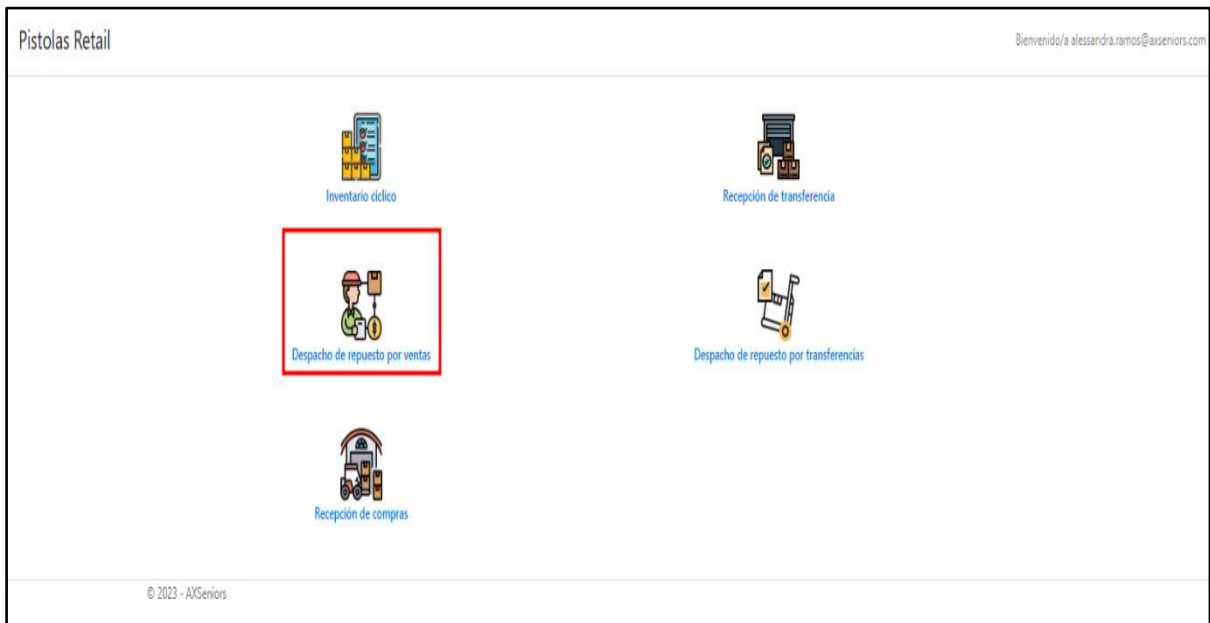 Pistolas Retail
Bienvenido/a alessandra.ramos@axseniors.com
Inventario cíclico
Recepción de transferencia
Despacho de repuesto por ventas
Despacho de repuesto por transferencias
Recepción de compras
© 2023 - AXSeniors